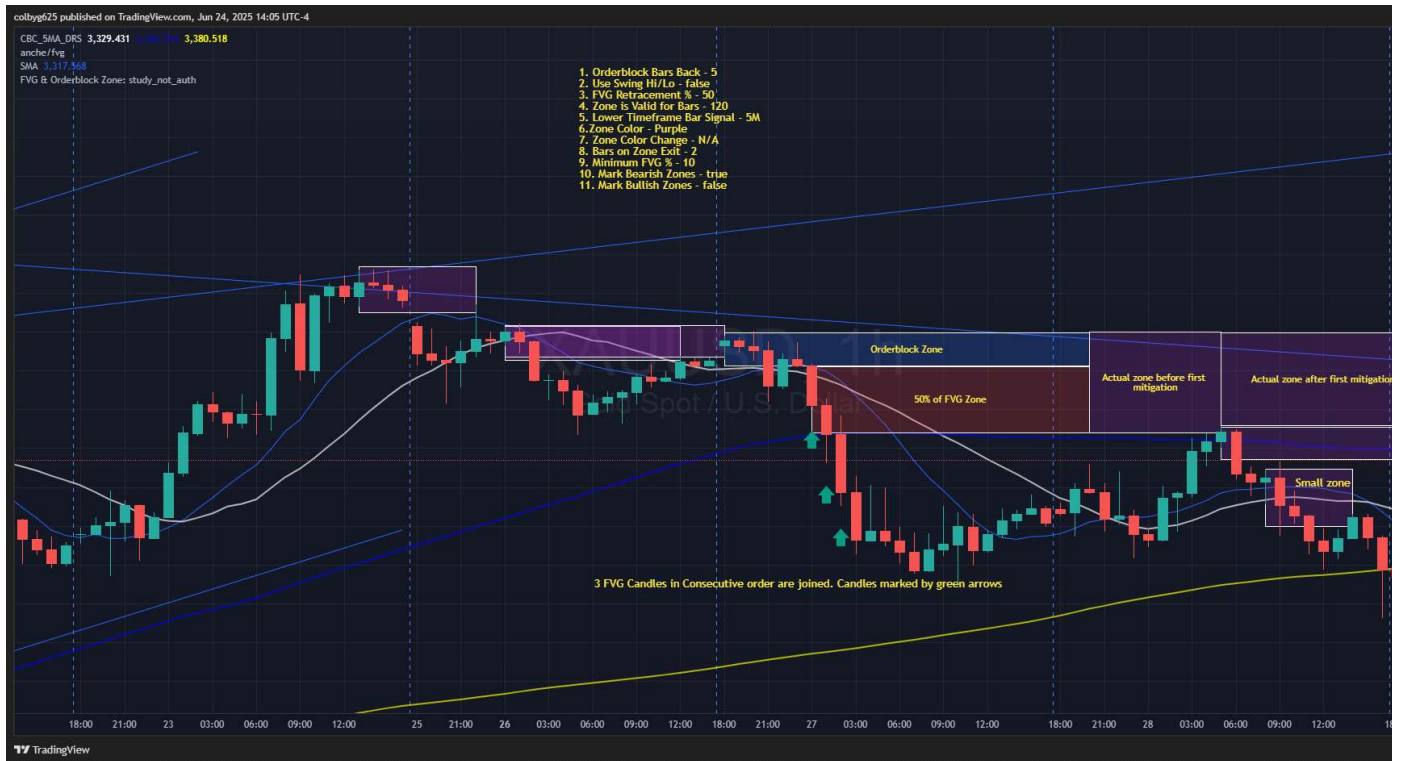 colbyg625 published on TradingView.com, Jun 24, 2025 14:05 UTC-4
CBC_5MA_DRS 3,329.431 3,380.518
anche/fvg
SMA 3,317.568
FVG & Orderblock Zone: study_not_auth
1. Orderblock Bars Back - 5
2. Use Swing Hi/Lo - false
3. FVG Retracement % - 50
4. Zone is Valid for Bars - 120
5. Lower Timeframe Bar Signal - 5M
6.Zone Color - Purple
7. Zone Color Change - N/A
8. Bars on Zone Exit - 2
9. Minimum FVG % - 10
10. Mark Bearish Zones - true
11. Mark Bullish Zones - false
XAUUSD, 1h
Gold Spot / U.S. Dollar
Orderblock Zone
50% of FVG Zone
Actual zone before first
mitigation
Actual zone after first mitigation
Small zone
3 FVG Candles in Consecutive order are joined. Candles marked by green arrows
18:00 21:00 23 03:00 06:00 09:00 12:00 25 21:00 26 03:00 06:00 09:00 12:00 18:00 21:00 27 03:00 06:00 09:00 12:00 18:00 21:00 28 03:00 06:00 09:00 12:00 18
TradingView